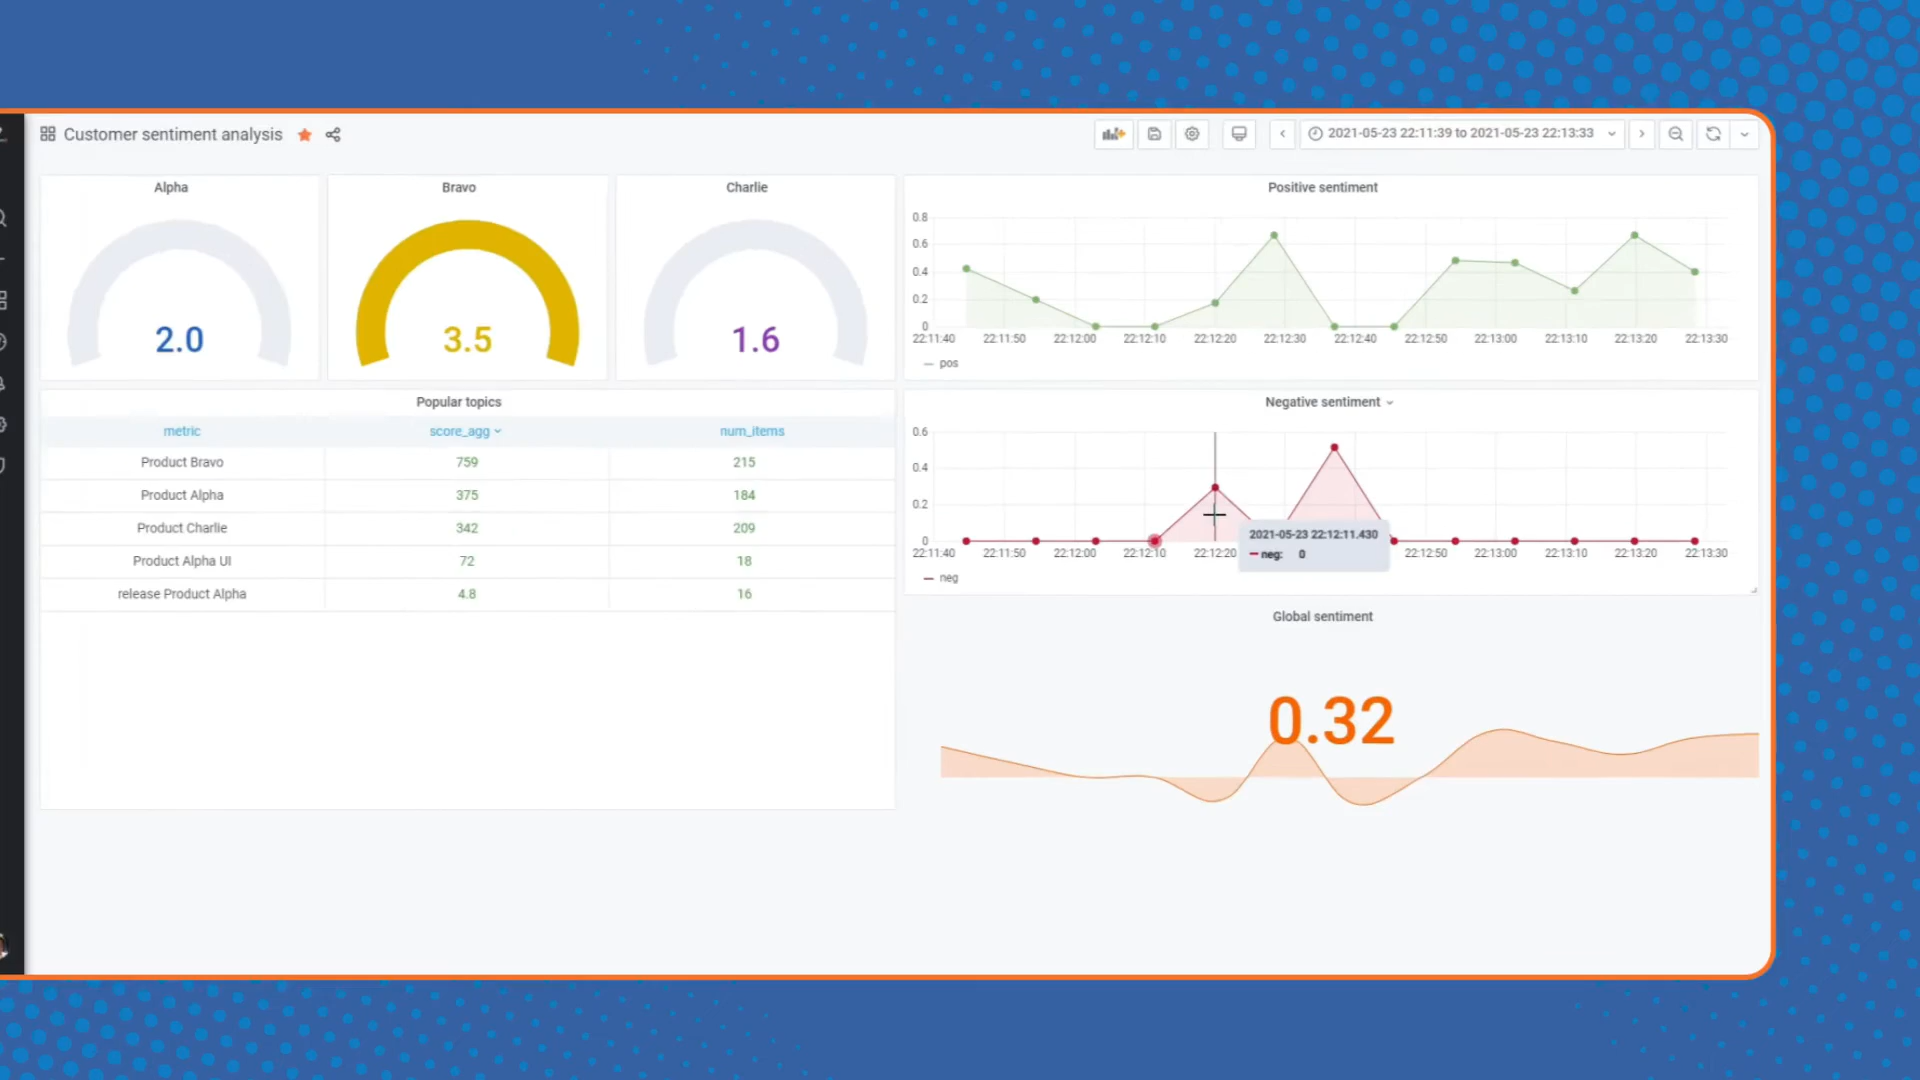 Customer sentiment analysis
2021-05-23 22:11:39 to 2021-05-23 22:13:33
Alpha
2.0
Bravo
3.5
Charlie
1.6
Positive sentiment
0.8
0.6
0.4
0.2
0
22:11:40 22:11:50 22:12:00 22:12:10 22:12:20 22:12:30 22:12:40 22:12:50 22:13:00 22:13:10 22:13:20 22:13:30
pos
Popular topics
metric score_agg num_items
Product Bravo 759 215
Product Alpha 375 184
Product Charlie 342 209
Product Alpha UI 72 18
release Product Alpha 4.8 16
Negative sentiment
0.6
0.4
0.2
0
22:11:40 22:11:50 22:12:00 22:12:10 22:12:20 22:12:50 22:13:00 22:13:10 22:13:20 22:13:30
2021-05-23 22:12:11.430
neg: 0
neg
Global sentiment
0.32